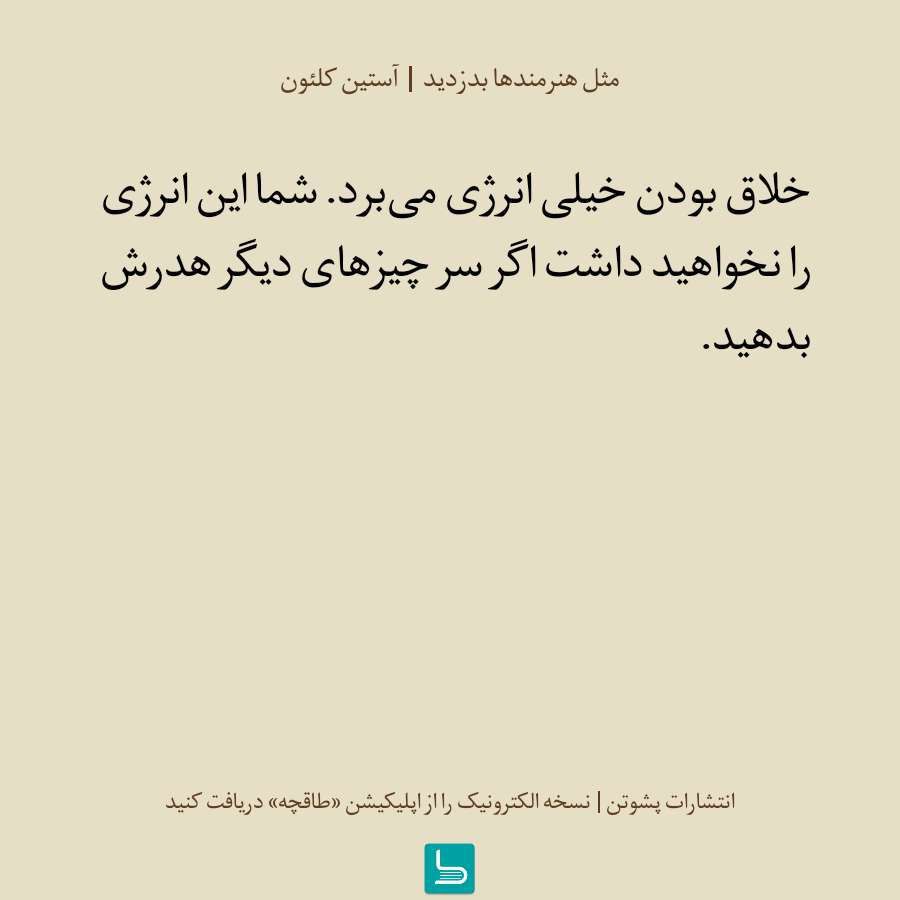 مثل هنرمندها بدزدید | آستین کلئون
خلاق بودن خیلی انرژی می‌برد. شما این انرژی
را نخواهید داشت اگر سر چیزهای دیگر هدرش
بدهید.
انتشارات پشوتن | نسخه الکترونیک را از اپلیکیشن «طاقچه» دریافت کنید